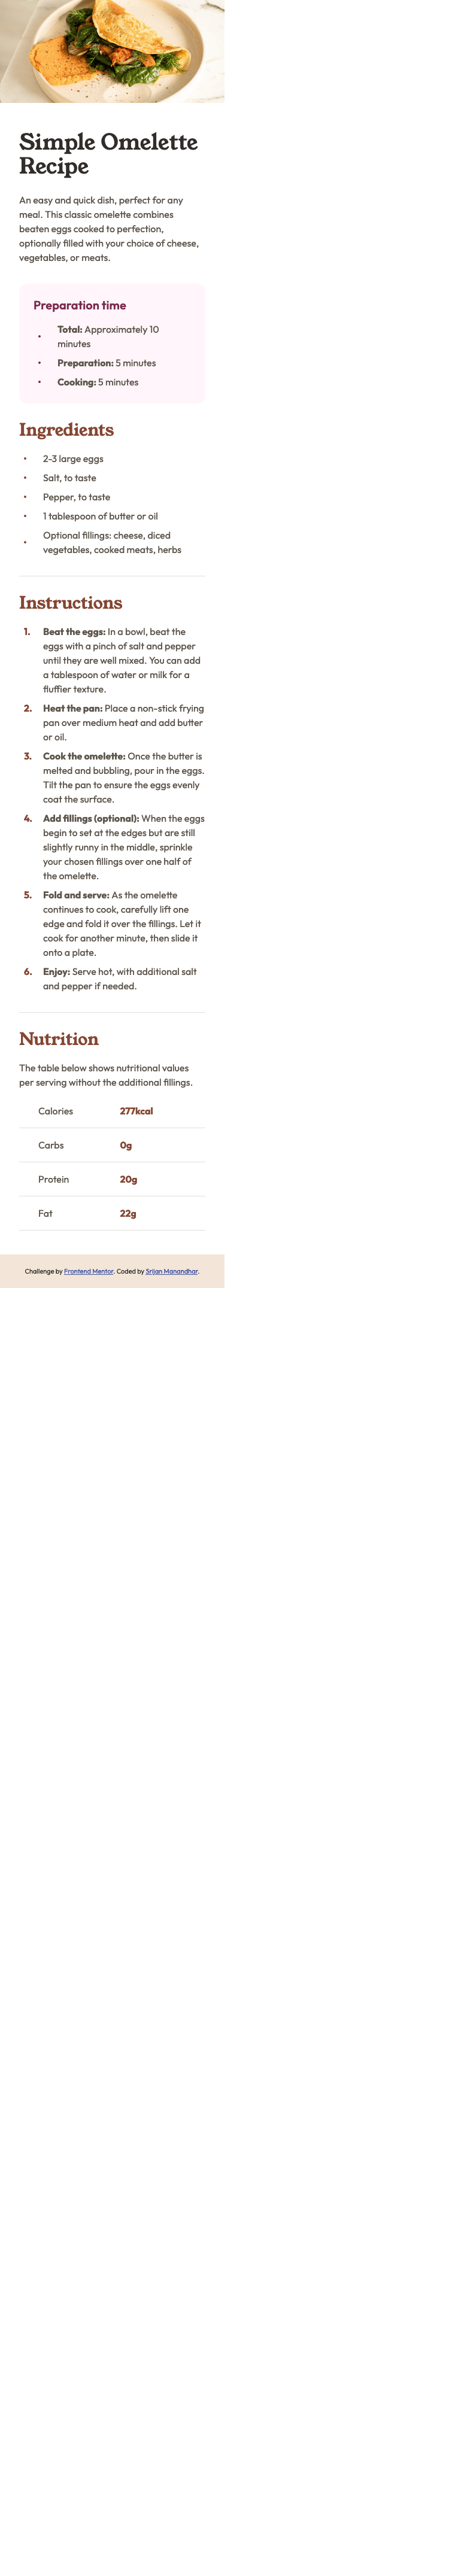 Simple Omelette
Recipe
An easy and quick dish, perfect for any
meal. This classic omelette combines
beaten eggs cooked to perfection,
optionally filled with your choice of cheese,
vegetables, or meats.
Preparation time
• Total: Approximately 10
minutes
• Preparation: 5 minutes
• Cooking: 5 minutes
Ingredients
• 2-3 large eggs
• Salt, to taste
• Pepper, to taste
• 1 tablespoon of butter or oil
• Optional fillings: cheese, diced
vegetables, cooked meats, herbs
Instructions
1. Beat the eggs: In a bowl, beat the
eggs with a pinch of salt and pepper
until they are well mixed. You can add
a tablespoon of water or milk for a
fluffier texture.
2. Heat the pan: Place a non-stick frying
pan over medium heat and add butter
or oil.
3. Cook the omelette: Once the butter is
melted and bubbling, pour in the eggs.
Tilt the pan to ensure the eggs evenly
coat the surface.
4. Add fillings (optional): When the eggs
begin to set at the edges but are still
slightly runny in the middle, sprinkle
your chosen fillings over one half of
the omelette.
5. Fold and serve: As the omelette
continues to cook, carefully lift one
edge and fold it over the fillings. Let it
cook for another minute, then slide it
onto a plate.
6. Enjoy: Serve hot, with additional salt
and pepper if needed.
Nutrition
The table below shows nutritional values
per serving without the additional fillings.
Calories 277kcal
Carbs 0g
Protein 20g
Fat 22g
Challenge by Frontend Mentor. Coded by Srijan Manandhar.